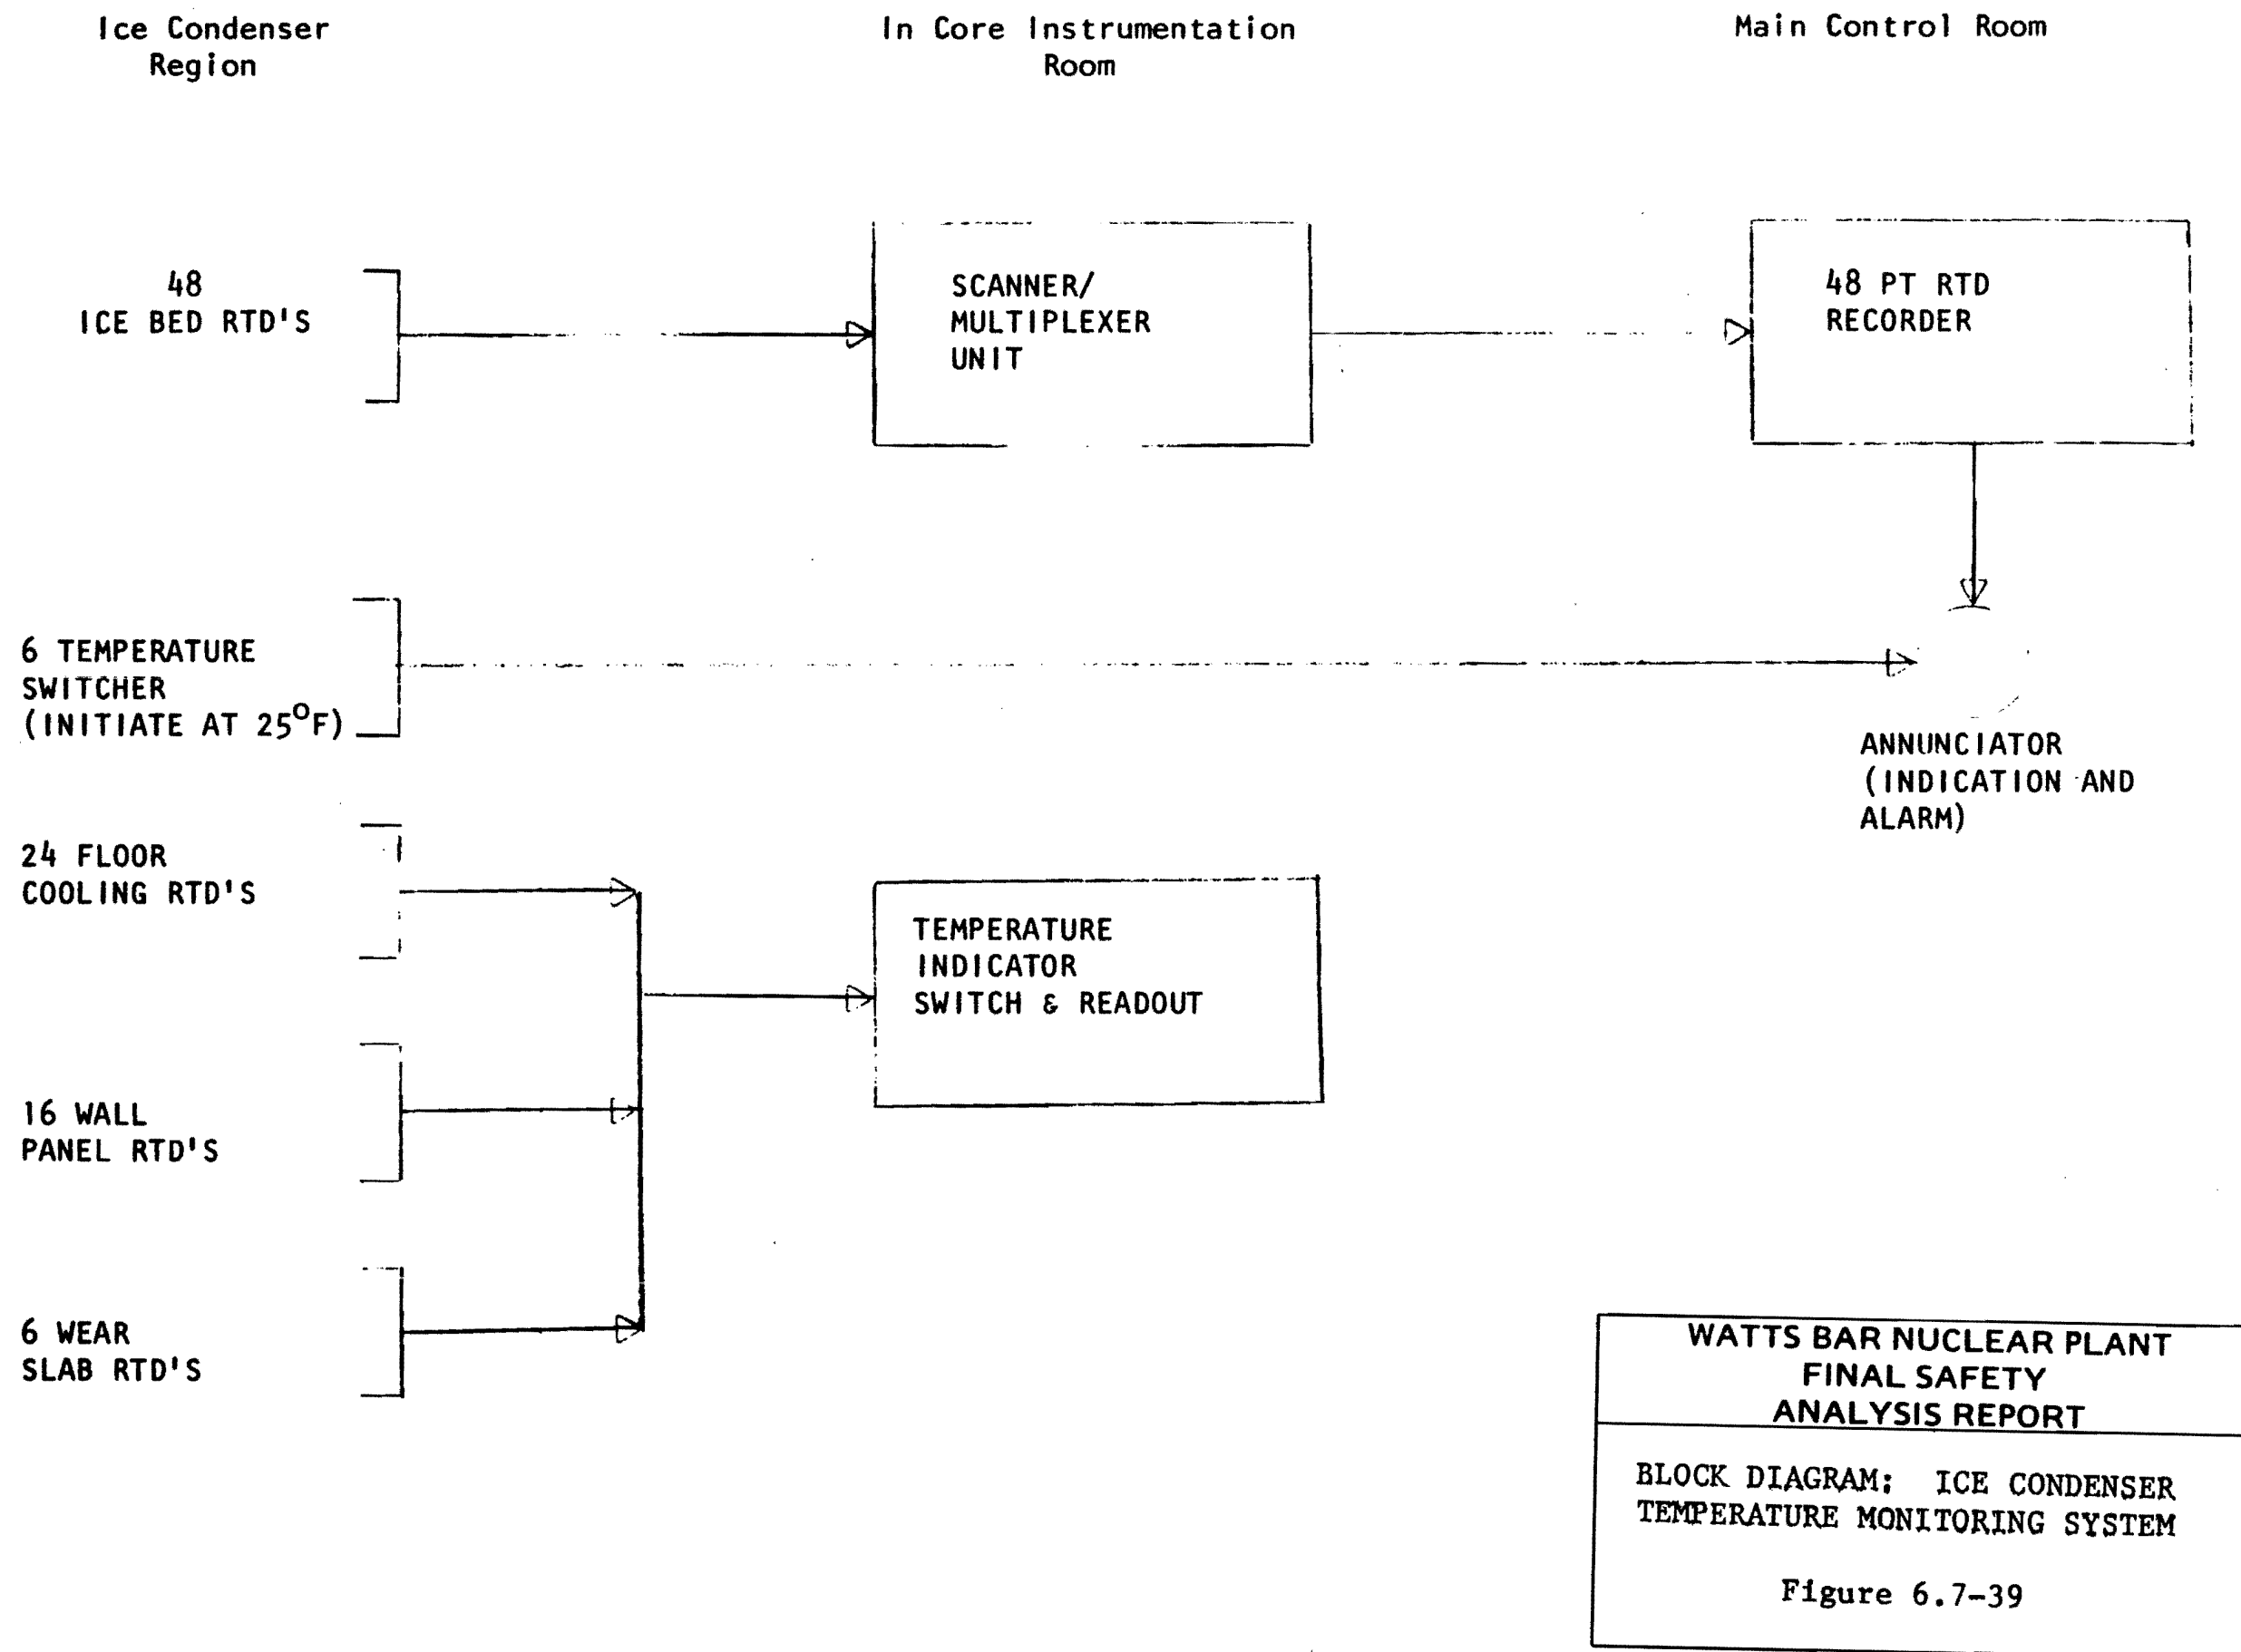 Ice Condenser
Region
In Core Instrumentation
Room
Main Control Room
48
ICE BED RTD'S
SCANNER/
MULTIPLEXER
UNIT
48 PT RTD
RECORDER
6 TEMPERATURE
SWITCHER
(INITIATE AT 25°F)
ANNUNCIATOR
(INDICATION AND
ALARM)
24 FLOOR
COOLING RTD'S
TEMPERATURE
INDICATOR
SWITCH & READOUT
16 WALL
PANEL RTD'S
6 WEAR
SLAB RTD'S
WATTS BAR NUCLEAR PLANT
FINAL SAFETY
ANALYSIS REPORT
BLOCK DIAGRAM: ICE CONDENSER
TEMPERATURE MONITORING SYSTEM
Figure 6.7-39